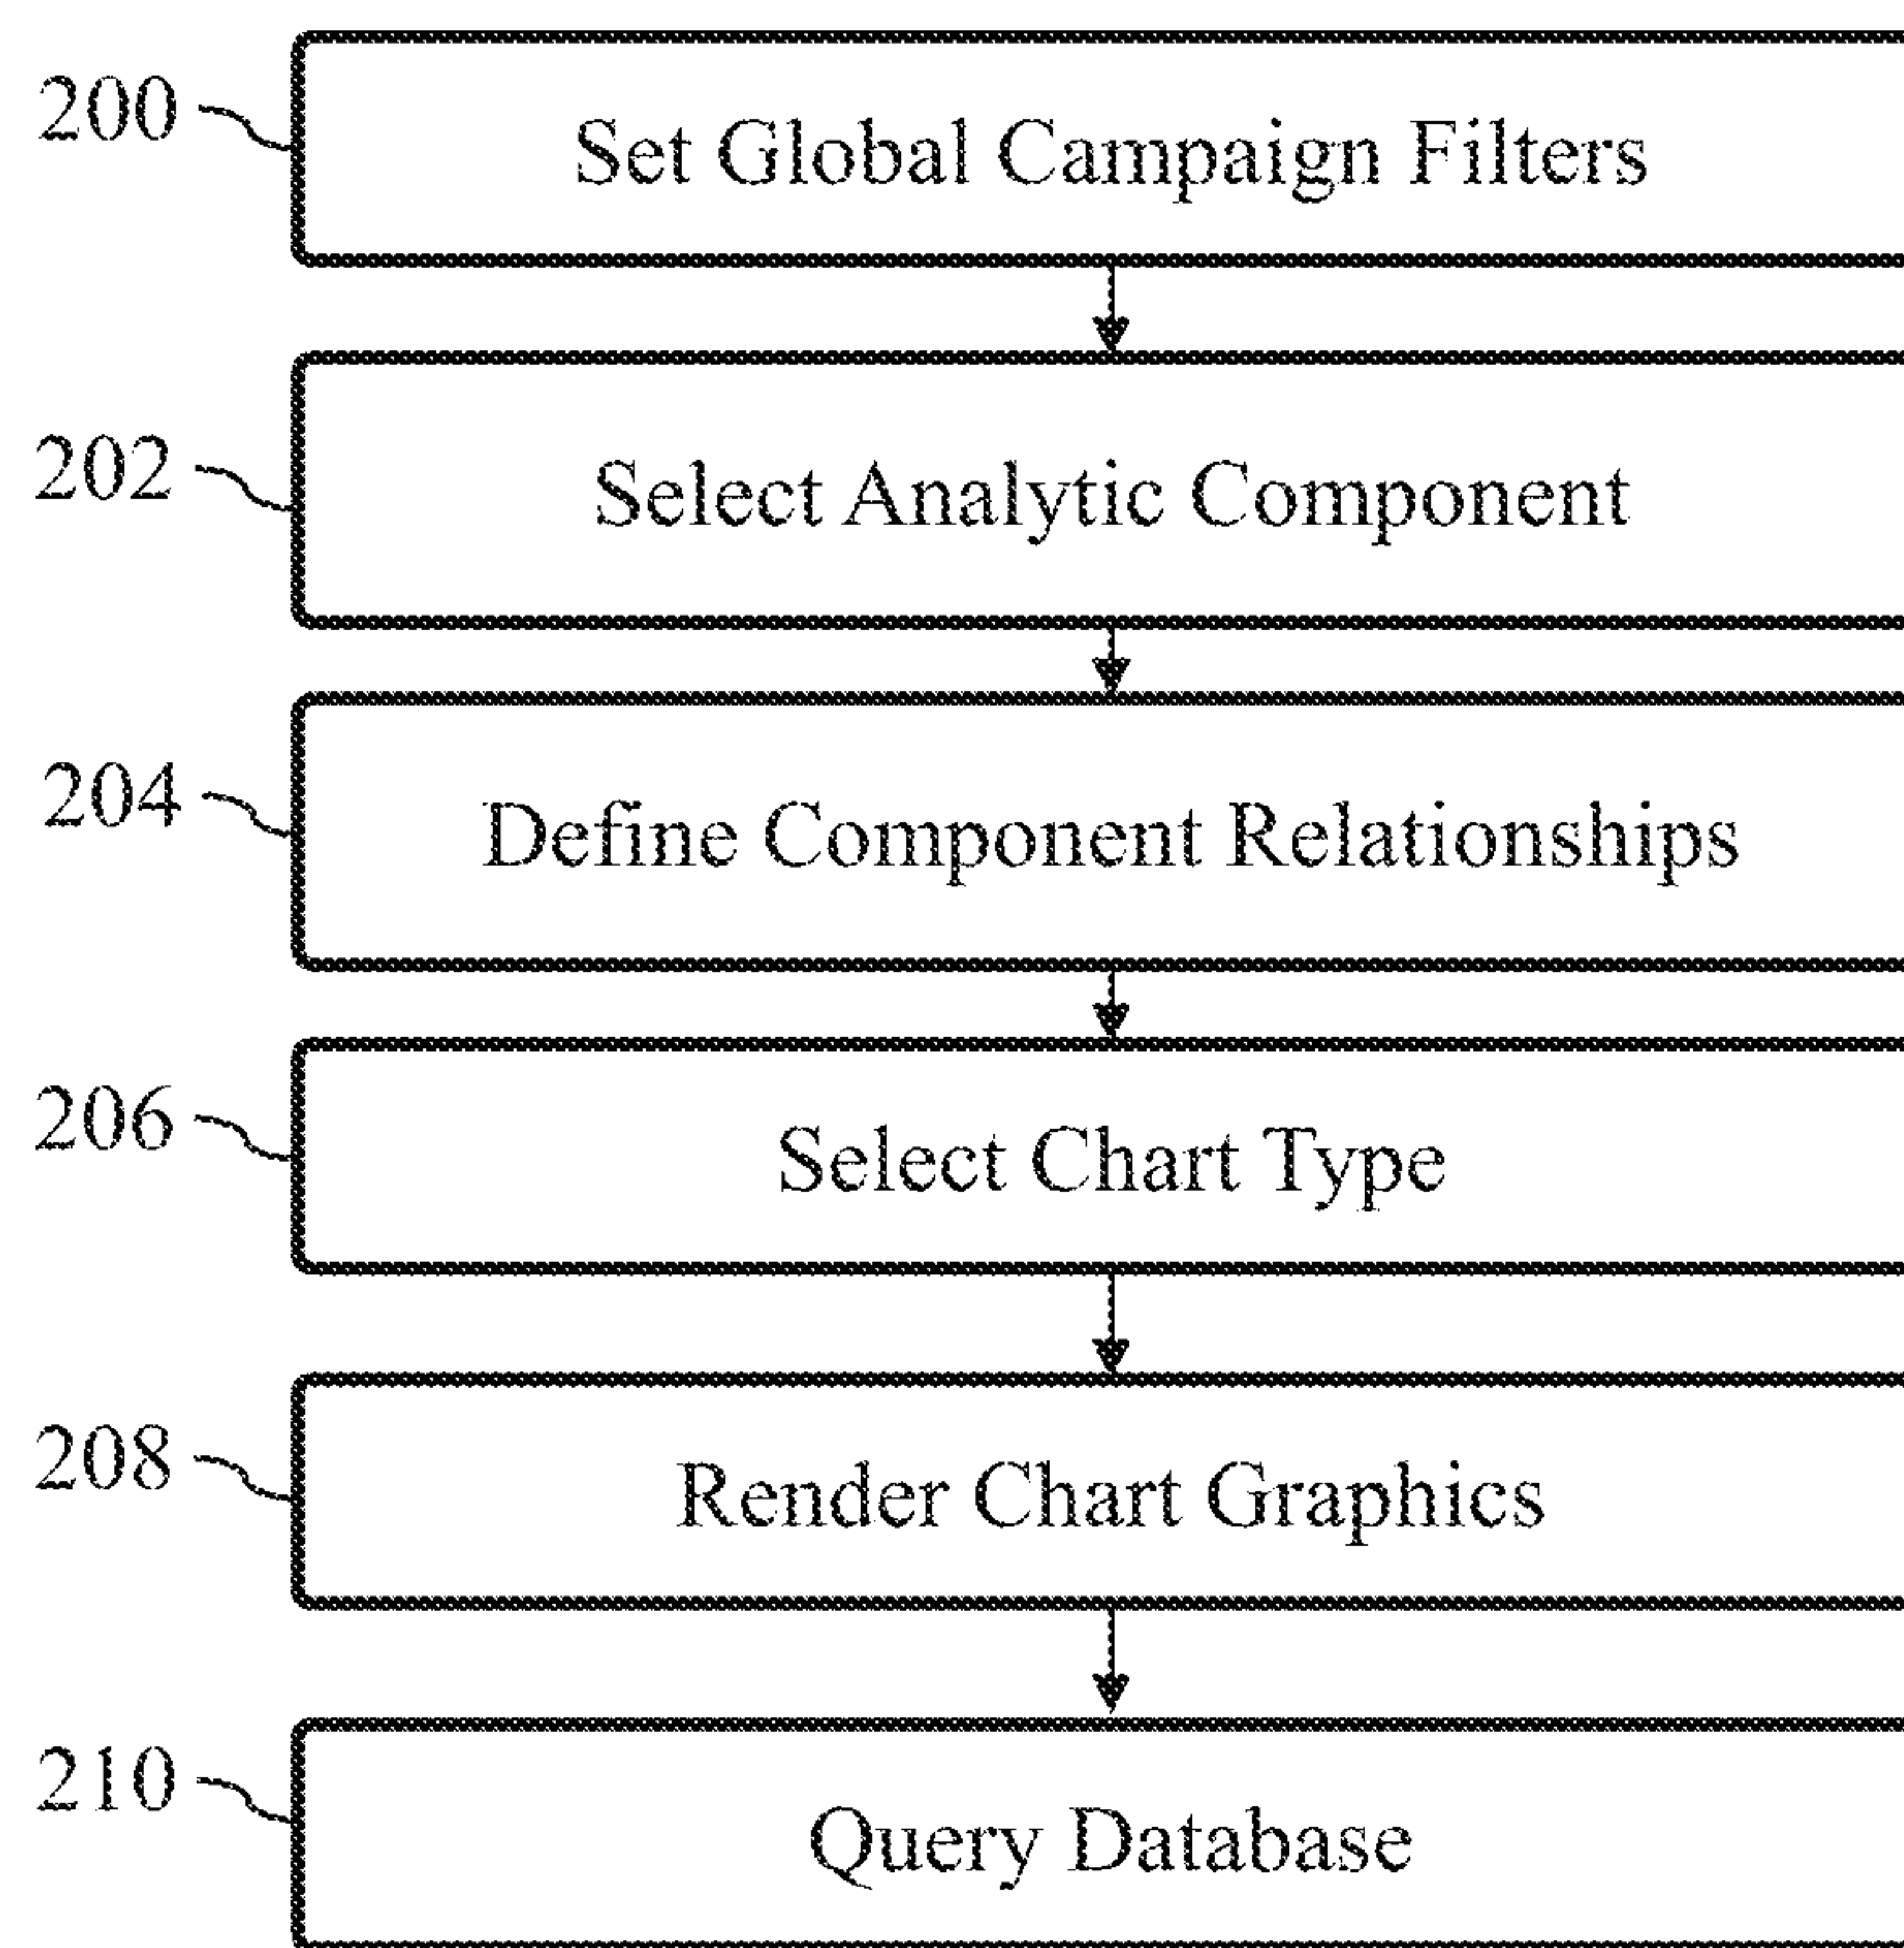 200
Set Global Campaign Filters
202
Select Analytic Component
204
Define Component Relationships
206
Select Chart Type
208
Render Chart Graphics
210
Query Database